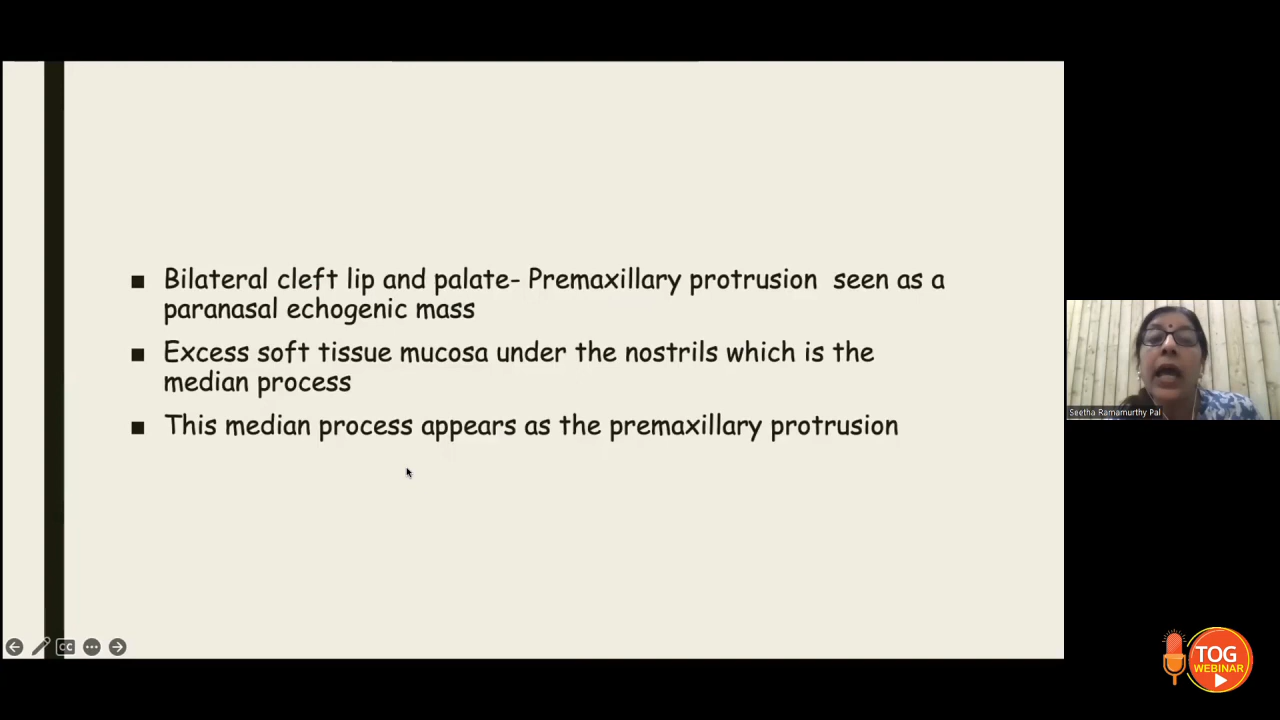 ■ Bilateral cleft lip and palate- Premaxillary protrusion seen as a
paranasal echogenic mass
■ Excess soft tissue mucosa under the nostrils which is the
median process
■ This median process appears as the premaxillary protrusion
Seetha Ramamurthy Pal
CC
TOG
WEBINAR